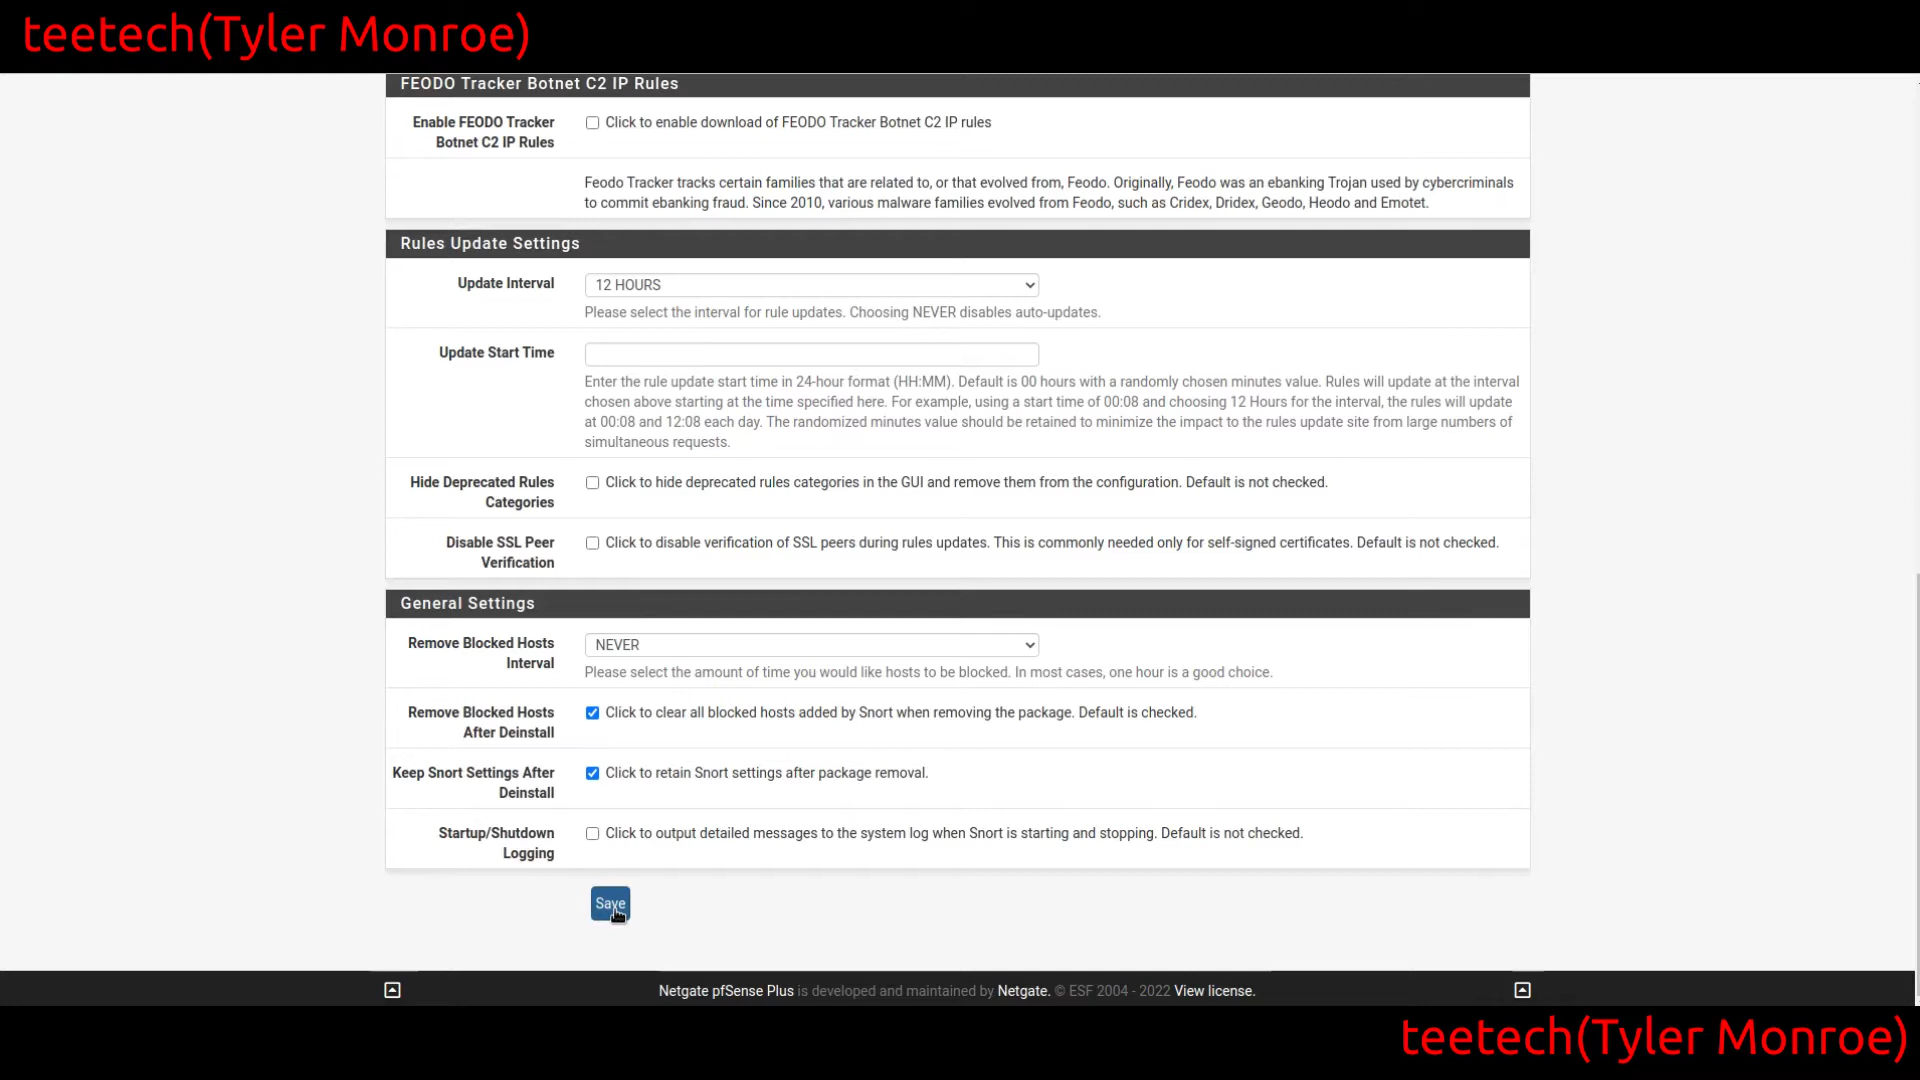 teetech(Tyler Monroe)
FEODO Tracker Botnet C2 IP Rules
Enable FEODO Tracker
Botnet C2 IP Rules
Click to enable download of FEODO Tracker Botnet C2 IP rules
Feodo Tracker tracks certain families that are related to, or that evolved from, Feodo. Originally, Feodo was an ebanking Trojan used by cybercriminals
to commit ebanking fraud. Since 2010, various malware families evolved from Feodo, such as Cridex, Dridex, Geodo, Heodo and Emotet.
Rules Update Settings
Update Interval
12 HOURS
Please select the interval for rule updates. Choosing NEVER disables auto-updates.
Update Start Time
Enter the rule update start time in 24-hour format (HH:MM). Default is 00 hours with a randomly chosen minutes value. Rules will update at the interval
chosen above starting at the time specified here. For example, using a start time of 00:08 and choosing 12 Hours for the interval, the rules will update
at 00:08 and 12:08 each day. The randomized minutes value should be retained to minimize the impact to the rules update site from large numbers of
simultaneous requests.
Hide Deprecated Rules
Categories
Click to hide deprecated rules categories in the GUI and remove them from the configuration. Default is not checked.
Disable SSL Peer
Verification
Click to disable verification of SSL peers during rules updates. This is commonly needed only for self-signed certificates. Default is not checked.
General Settings
Remove Blocked Hosts
Interval
NEVER
Please select the amount of time you would like hosts to be blocked. In most cases, one hour is a good choice.
Remove Blocked Hosts
After Deinstall
Click to clear all blocked hosts added by Snort when removing the package. Default is checked.
Keep Snort Settings After
Deinstall
Click to retain Snort settings after package removal.
Startup/Shutdown
Logging
Click to output detailed messages to the system log when Snort is starting and stopping. Default is not checked.
Save
Netgate pfSense Plus is developed and maintained by Netgate. © ESF 2004 - 2022 View license.
teetech(Tyler Monroe)